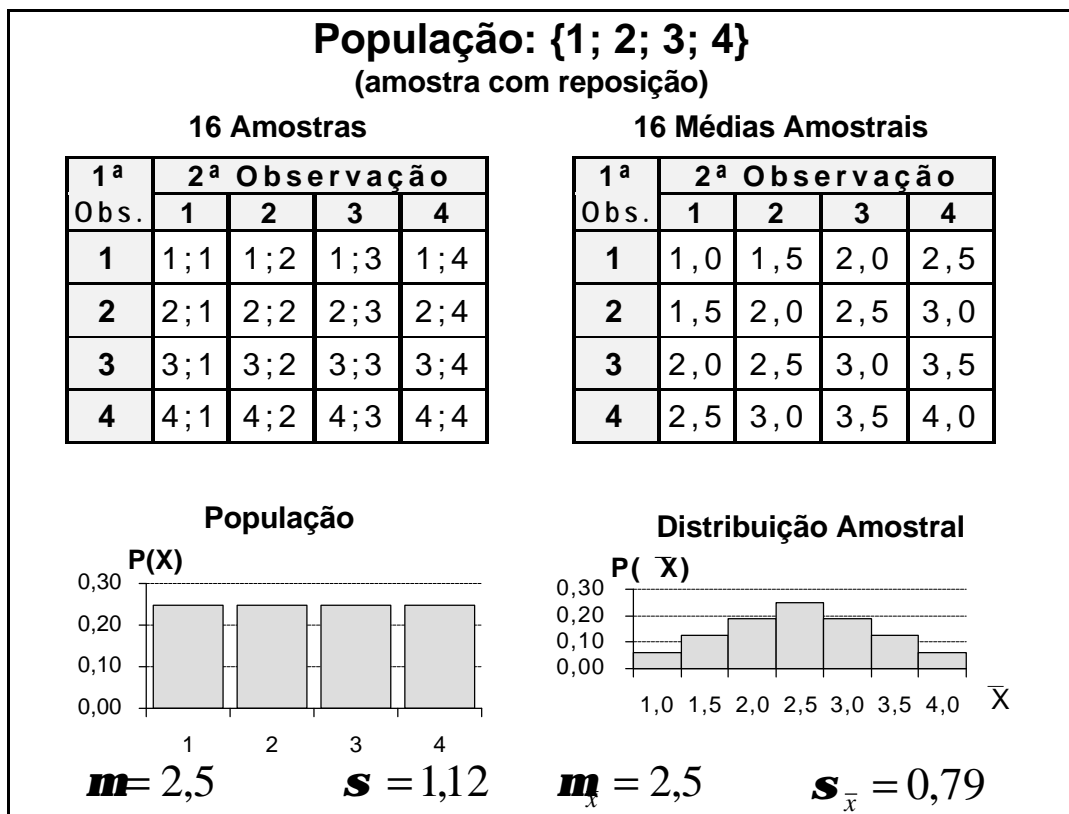 População: {1; 2; 3; 4}
(amostra com reposição)
16 Amostras
1ª 2ª Observação
Obs. 1 2 3 4
1 1;1 1;2 1;3 1;4
2 2;1 2;2 2;3 2;4
3 3;1 3;2 3;3 3;4
4 4;1 4;2 4;3 4;4
16 Médias Amostrais
1ª 2ª Observação
Obs. 1 2 3 4
1 1,0 1,5 2,0 2,5
2 1,5 2,0 2,5 3,0
3 2,0 2,5 3,0 3,5
4 2,5 3,0 3,5 4,0
População
P(X)
0,30
0,20
0,10
0,00
1 2 3 4
m= 2,5 s = 1,12
Distribuição Amostral
P( X̄)
0,30
0,20
0,10
0,00
1,0 1,5 2,0 2,5 3,0 3,5 4,0 X̄
m x̄ = 2,5 s x̄ = 0,79